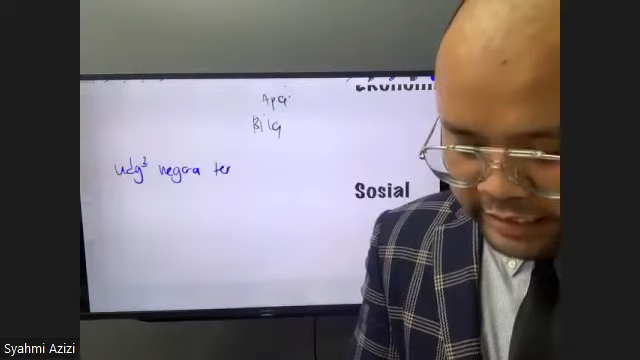 Ekonomi
Apa
Bila
udg² negara ter
Sosial
Syahmi Azizi